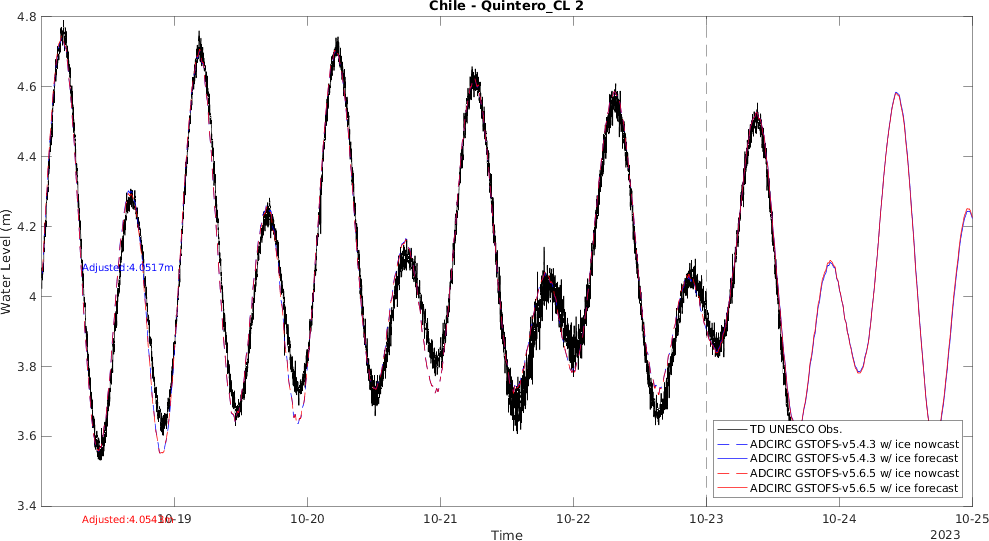 Chile - Quintero_CL 2
Water Level (m)
4.8
4.6
4.4
4.2
4
3.8
3.6
3.4
Adjusted:4.0517m
Adjusted:4.0543m
TD UNESCO Obs.
ADCIRC GSTOFS-v5.4.3 w/ ice nowcast
ADCIRC GSTOFS-v5.4.3 w/ ice forecast
ADCIRC GSTOFS-v5.6.5 w/ ice nowcast
ADCIRC GSTOFS-v5.6.5 w/ ice forecast
10-19 10-20 10-21 10-22 10-23 10-24 10-25
Time
2023